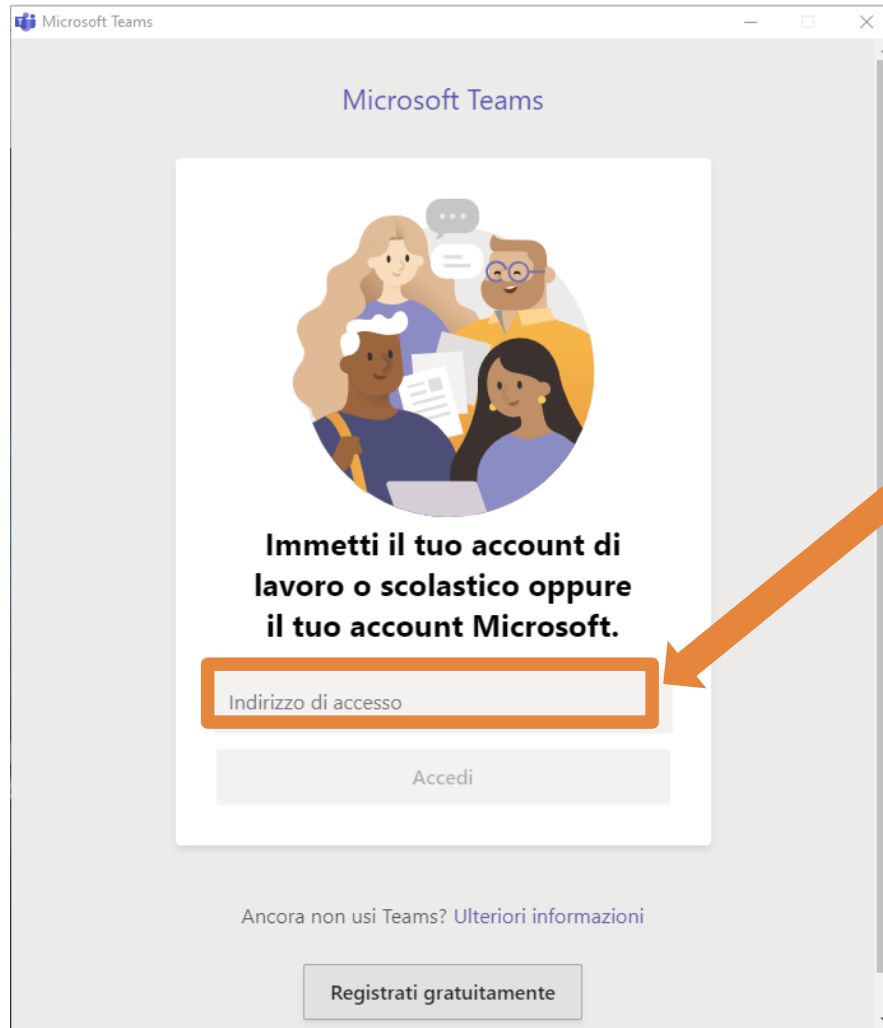 Microsoft Teams
Microsoft Teams
Immetti il tuo account di
lavoro o scolastico oppure
il tuo account Microsoft.
Indirizzo di accesso
Accedi
Ancora non usi Teams? Ulteriori informazioni
Registrati gratuitamente